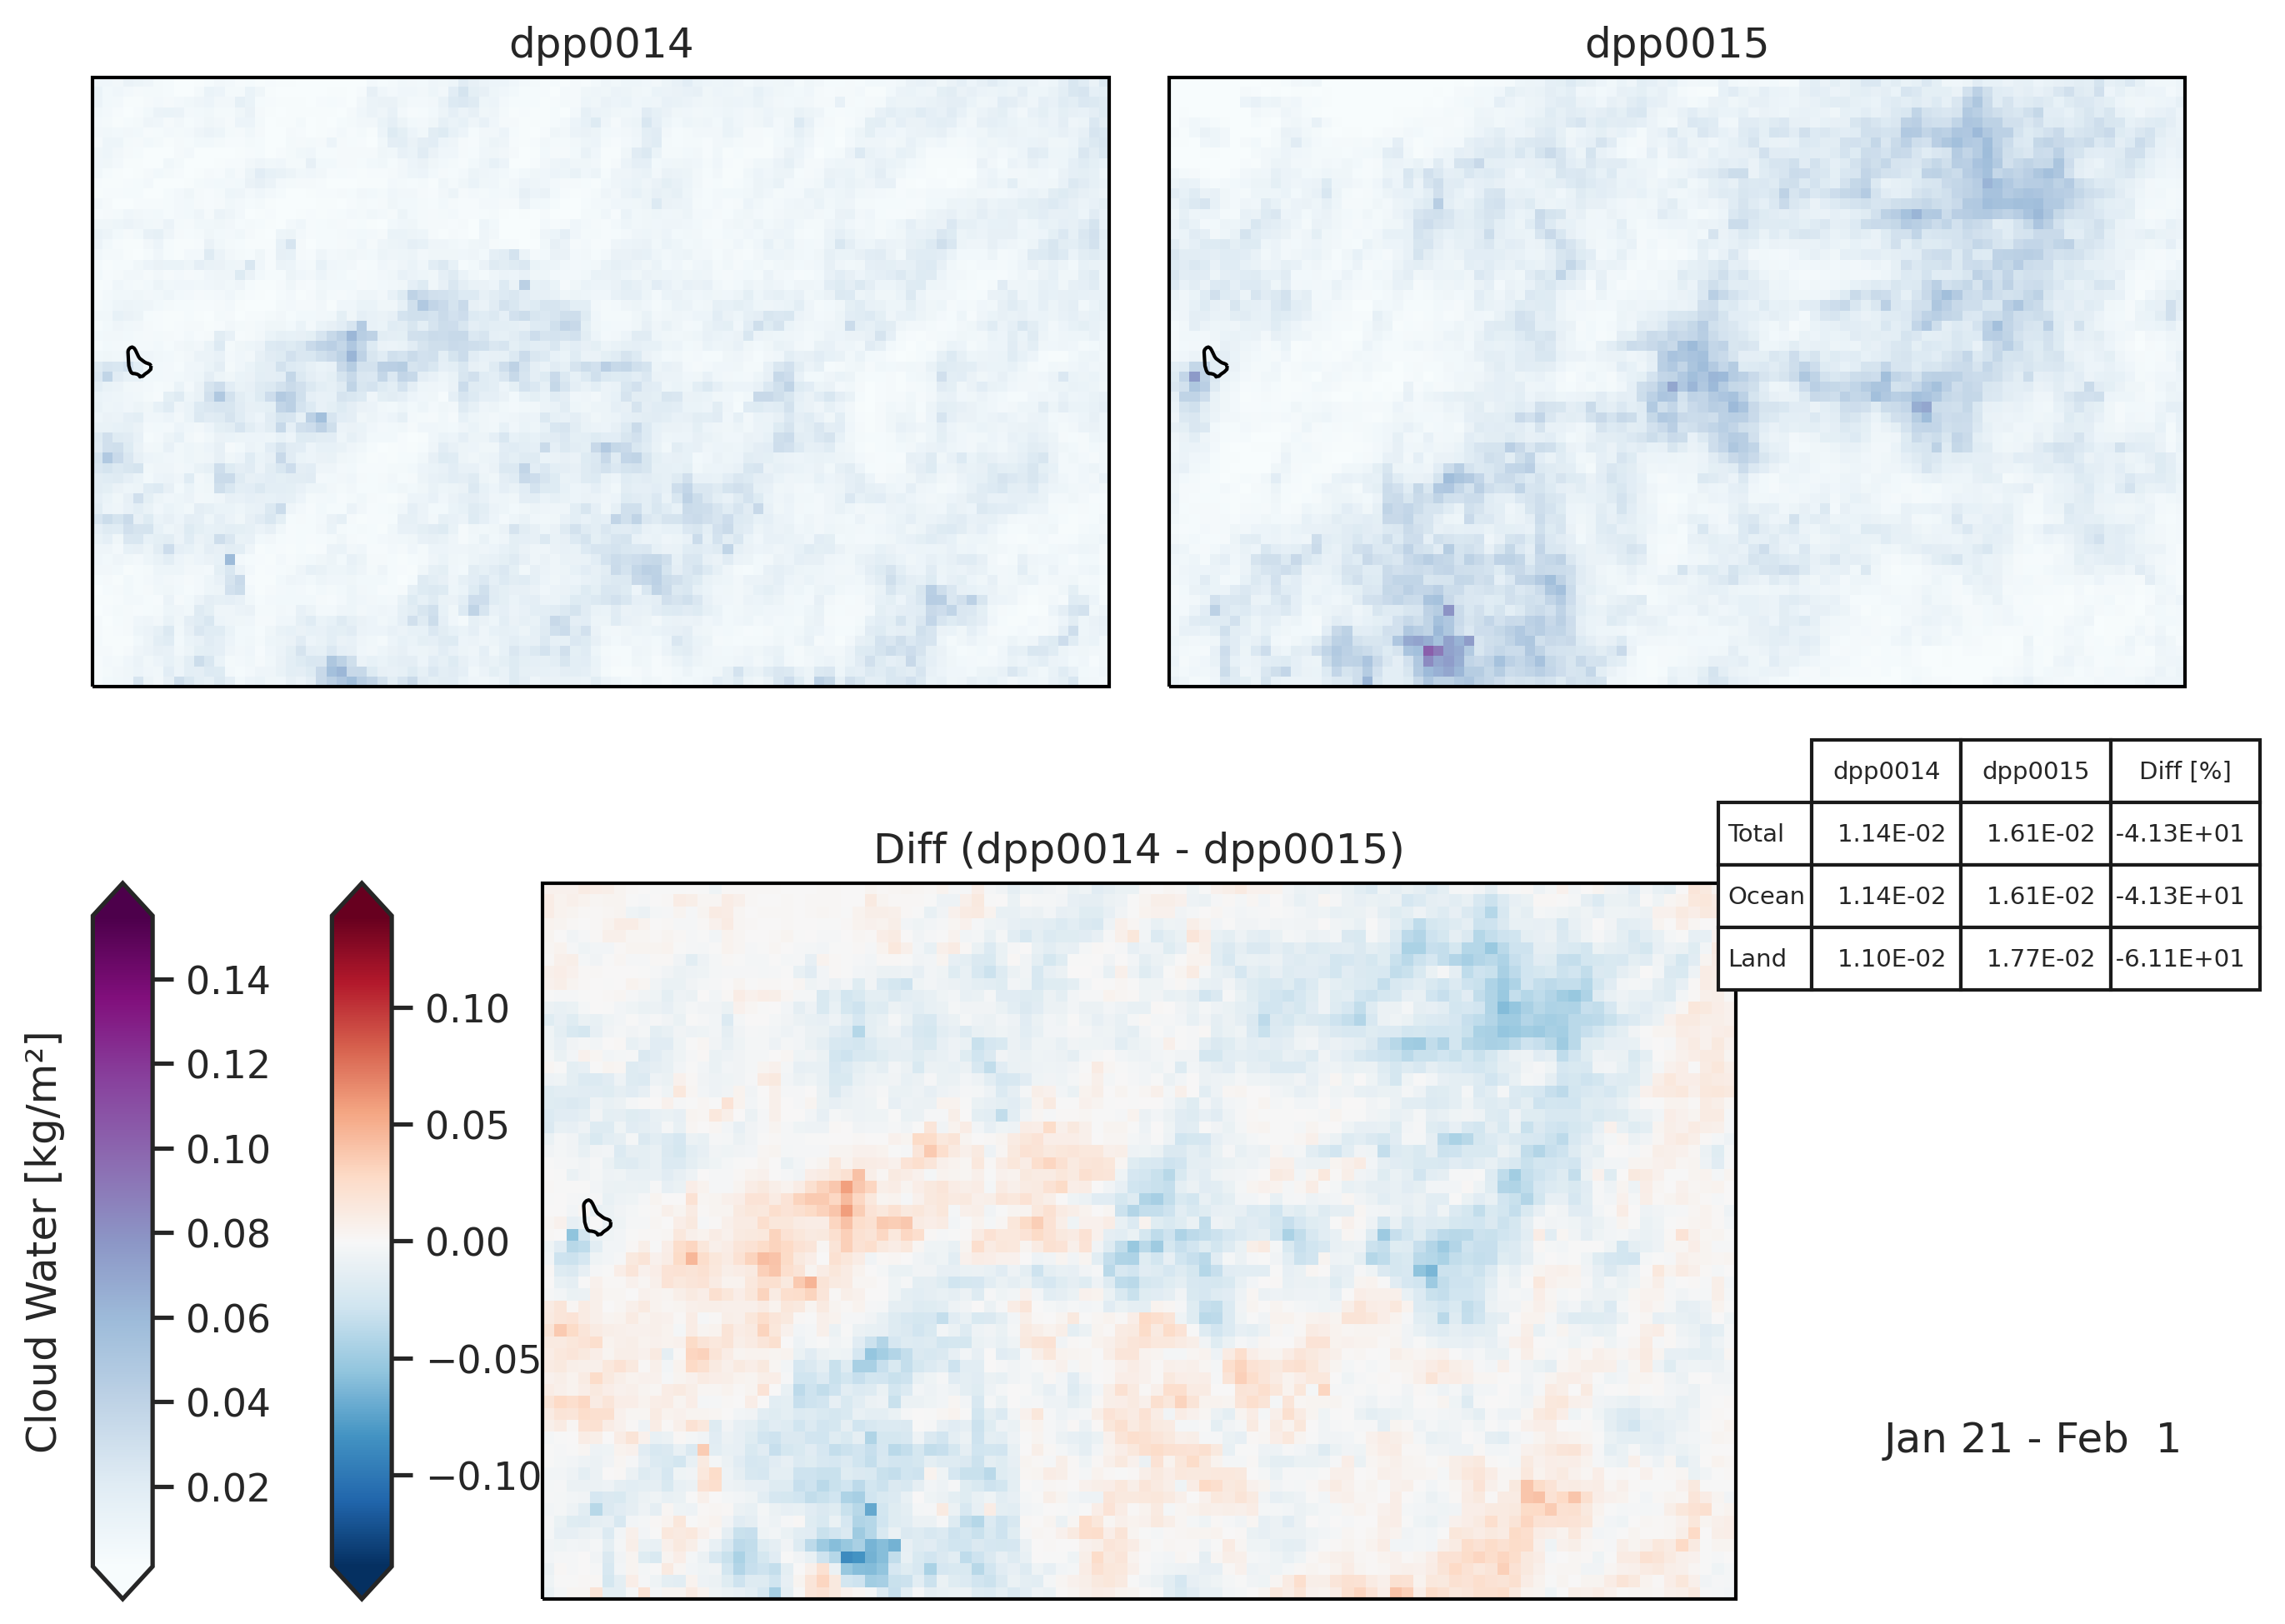 dpp0014
dpp0015
dpp0014 dpp0015 Diff [%]
Total 1.14E-02 1.61E-02 -4.13E+01
Ocean 1.14E-02 1.61E-02 -4.13E+01
Land 1.10E-02 1.77E-02 -6.11E+01
Diff (dpp0014 - dpp0015)
Cloud Water [kg/m²]
0.14
0.12
0.10
0.08
0.06
0.04
0.02
0.10
0.05
0.00
−0.05
−0.10
Jan 21 - Feb  1